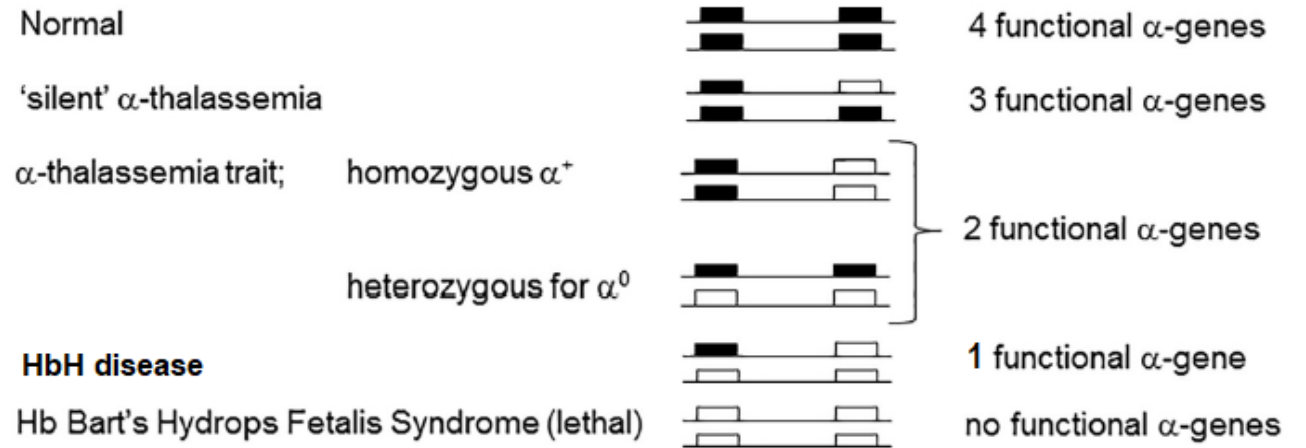 Normal 4 functional α-genes
‘silent’ α-thalassemia 3 functional α-genes
α-thalassemia trait; homozygous α⁺
2 functional α-genes
heterozygous for α⁰
HbH disease 1 functional α-gene
Hb Bart's Hydrops Fetalis Syndrome (lethal) no functional α-genes